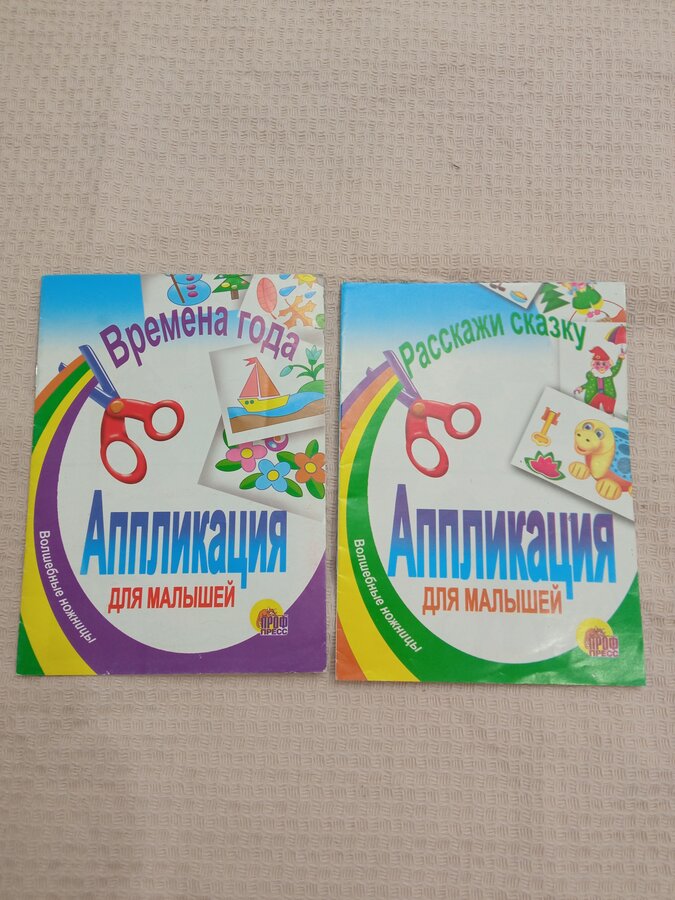 Времена года
Аппликация
ДЛЯ МАЛЫШЕЙ
Волшебные ножницы
ПРОФ
ПРЕСС
Расскажи сказку
Аппликация
ДЛЯ МАЛЫШЕЙ
Волшебные ножницы
ПРОФ
ПРЕСС